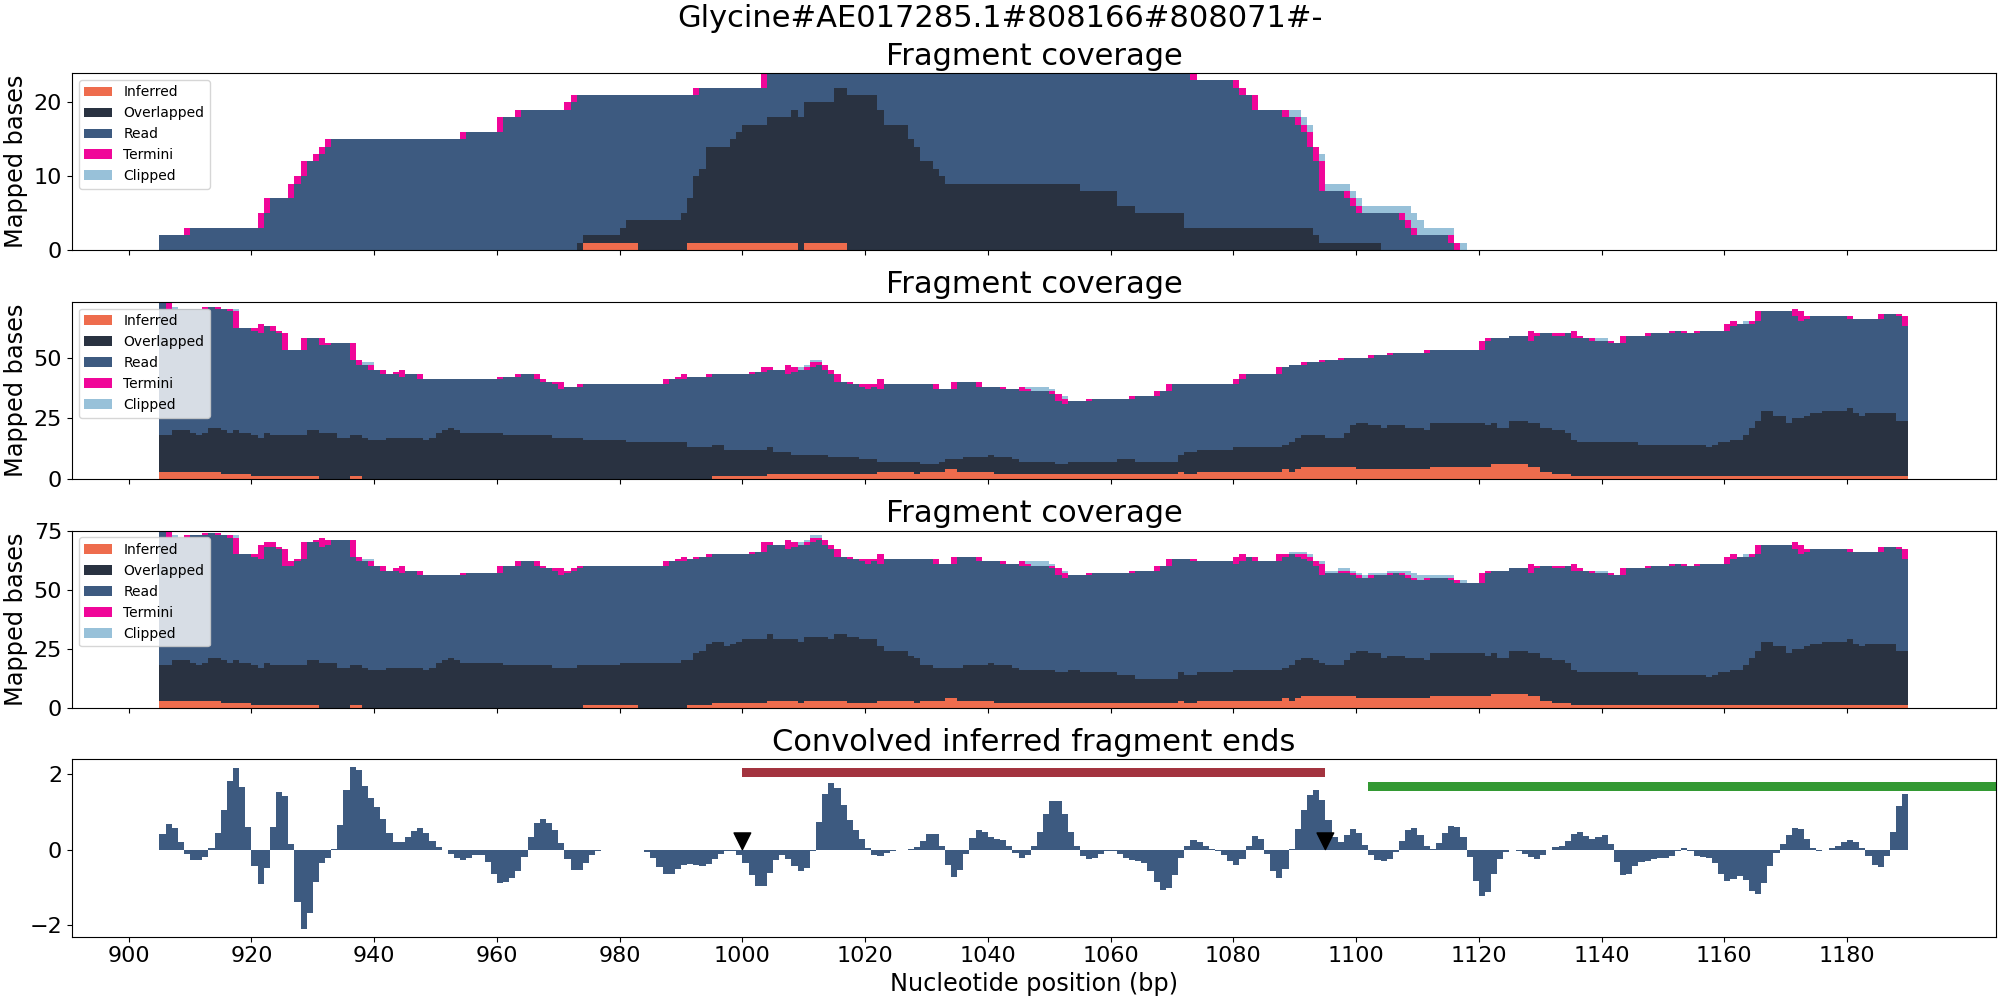 Glycine#AE017285.1#808166#808071#-
Fragment coverage
Mapped bases
20
10
0
Inferred
Overlapped
Read
Termini
Clipped
Fragment coverage
Mapped bases
50
25
0
Inferred
Overlapped
Read
Termini
Clipped
Fragment coverage
Mapped bases
75
50
25
0
Inferred
Overlapped
Read
Termini
Clipped
Convolved inferred fragment ends
2
0
−2
900 920 940 960 980 1000 1020 1040 1060 1080 1100 1120 1140 1160 1180
Nucleotide position (bp)